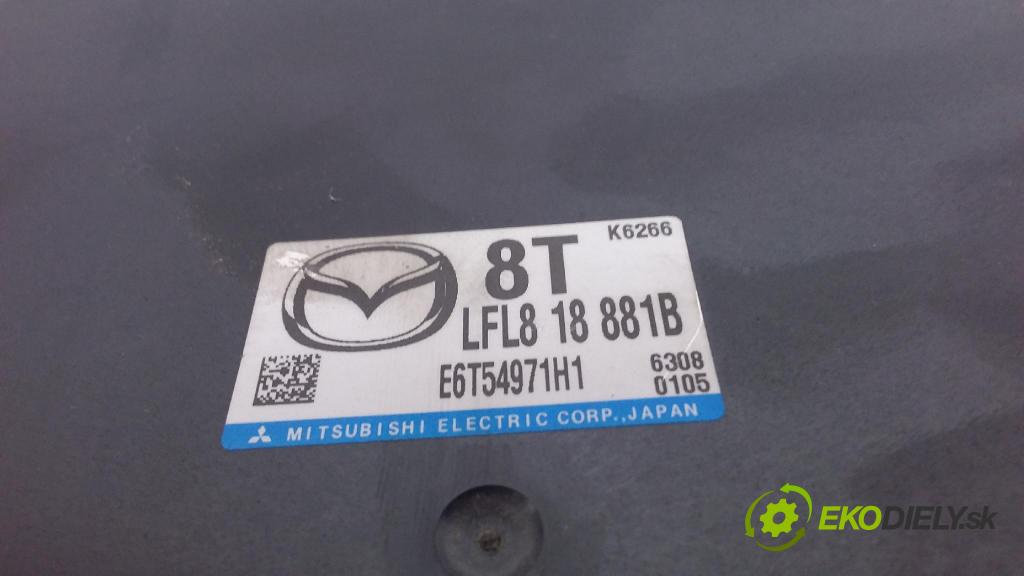 K6266
8T
LFL8 18 881B
E6T54971H1
6308
0105
MITSUBISHI ELECTRIC CORP., JAPAN
EKODIELY.sk